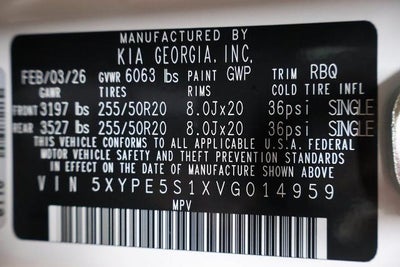 MANUFACTURED BY
KIA GEORGIA, INC.
FEB/03/26 GVWR 6063 lbs PAINT GWP TRIM RBQ
GAWR TIRES RIMS COLD TIRE INFL
FRONT 3197 lbs 255/50R20 8.0Jx20 36psi SINGLE
REAR 3527 lbs 255/50R20 8.0Jx20 36psi SINGLE
THIS VEHICLE CONFORMS TO ALL APPLICABLE U.S.A. FEDERAL
MOTOR VEHICLE SAFETY AND THEFT PREVENTION STANDARDS
IN EFFECT ON THE DATE OF MANUFACTURE SHOWN ABOVE
VIN 5XYPE5S1XVG014959
MPV